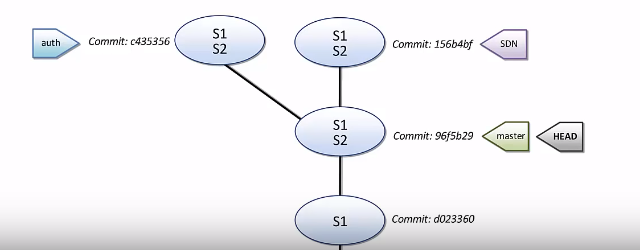 auth
Commit: c435356
S1
S2
S1
S2
Commit: 156b4bf
SDN
S1
S2
Commit: 96f5b29
master
HEAD
S1
Commit: d023360